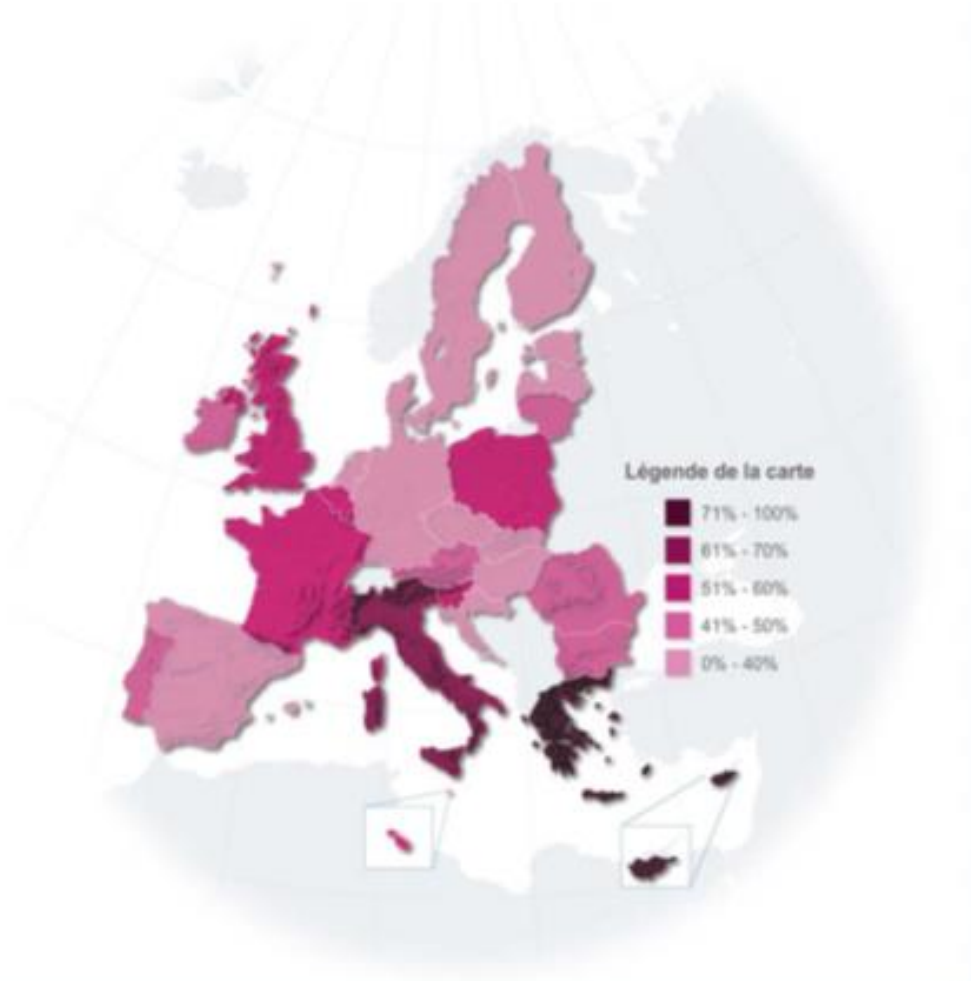 Légende de la carte
71% - 100%
61% - 70%
51% - 60%
41% - 50%
0% - 40%